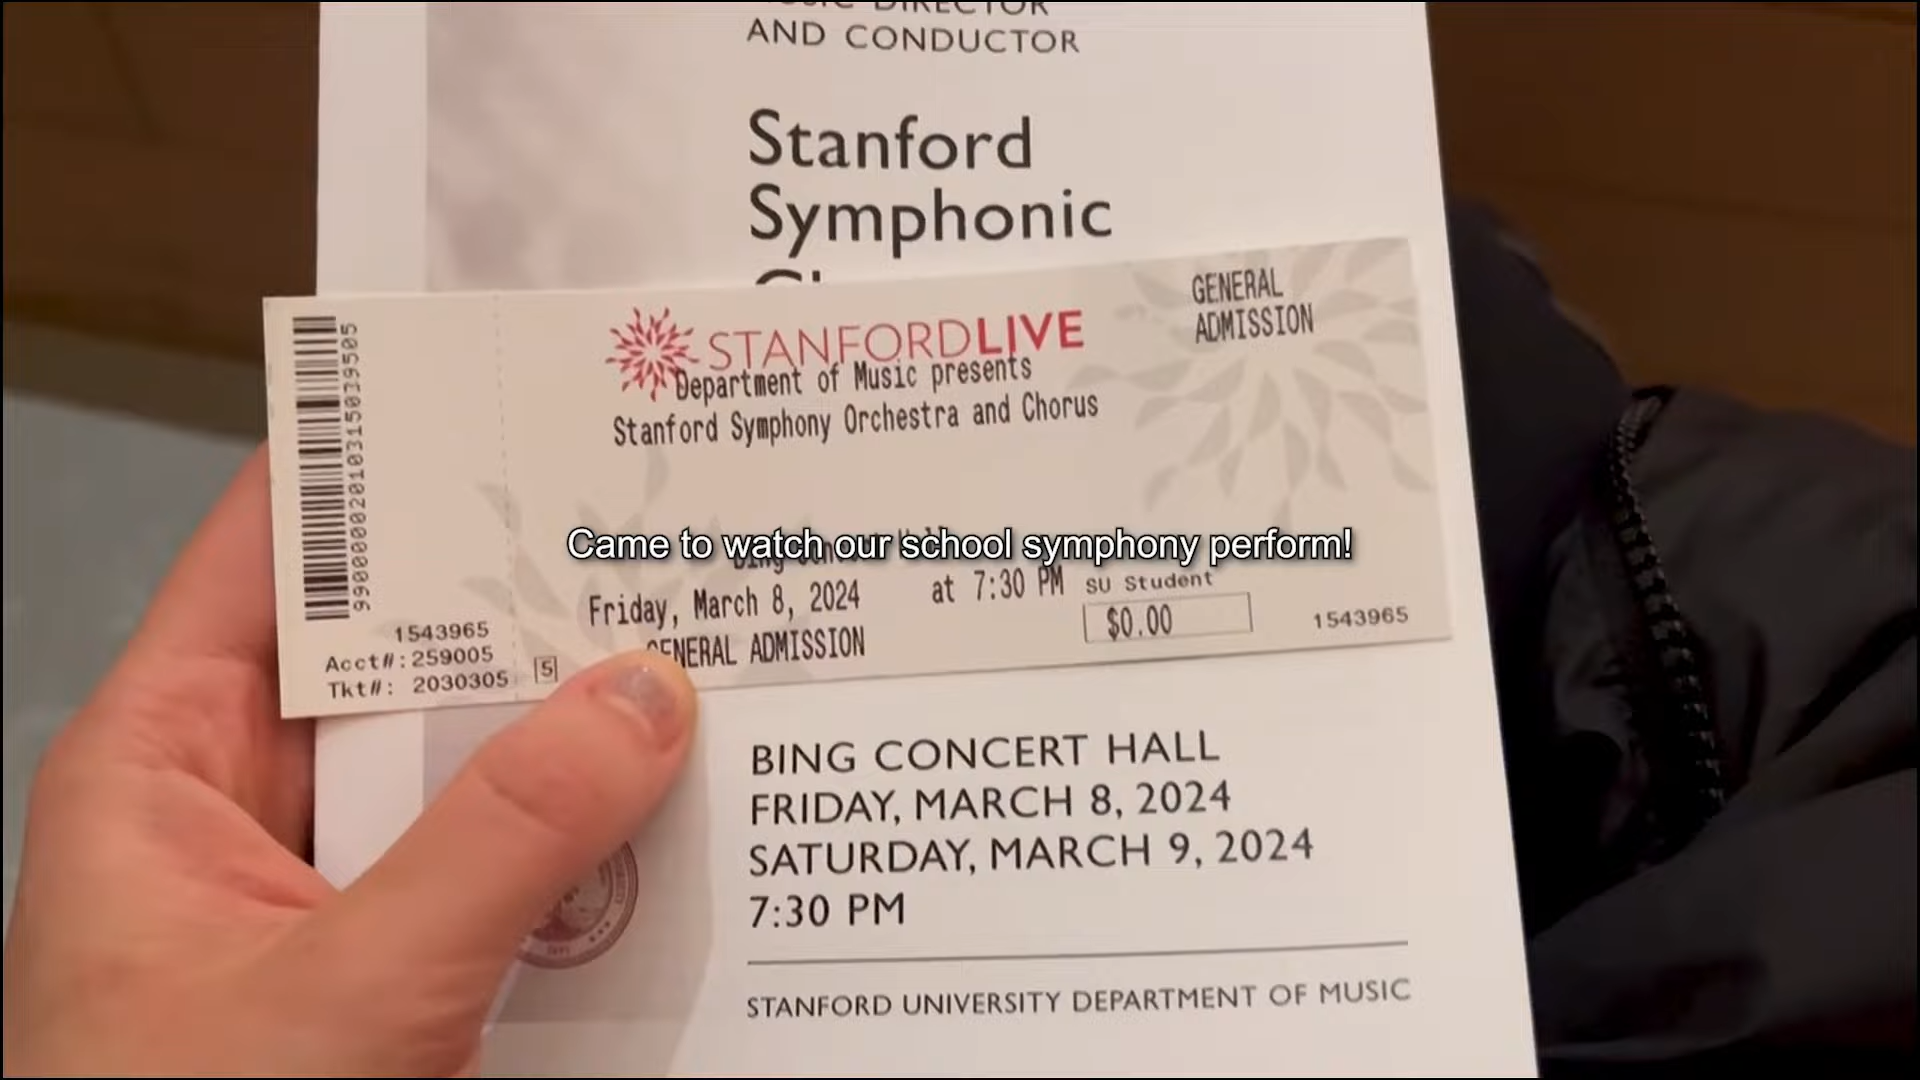 AND CONDUCTOR
Stanford
Symphonic
STANFORDLIVE
GENERAL
ADMISSION
Department of Music presents
Stanford Symphony Orchestra and Chorus
Came to watch our school symphony perform!
Friday, March 8, 2024 at 7:30 PM
SU Student
$0.00
GENERAL ADMISSION
1543965
990000020103150395​05
1543965
Acct#:259005
Tkt#: 2030305
5
BING CONCERT HALL
FRIDAY, MARCH 8, 2024
SATURDAY, MARCH 9, 2024
7:30 PM
STANFORD UNIVERSITY DEPARTMENT OF MUSIC